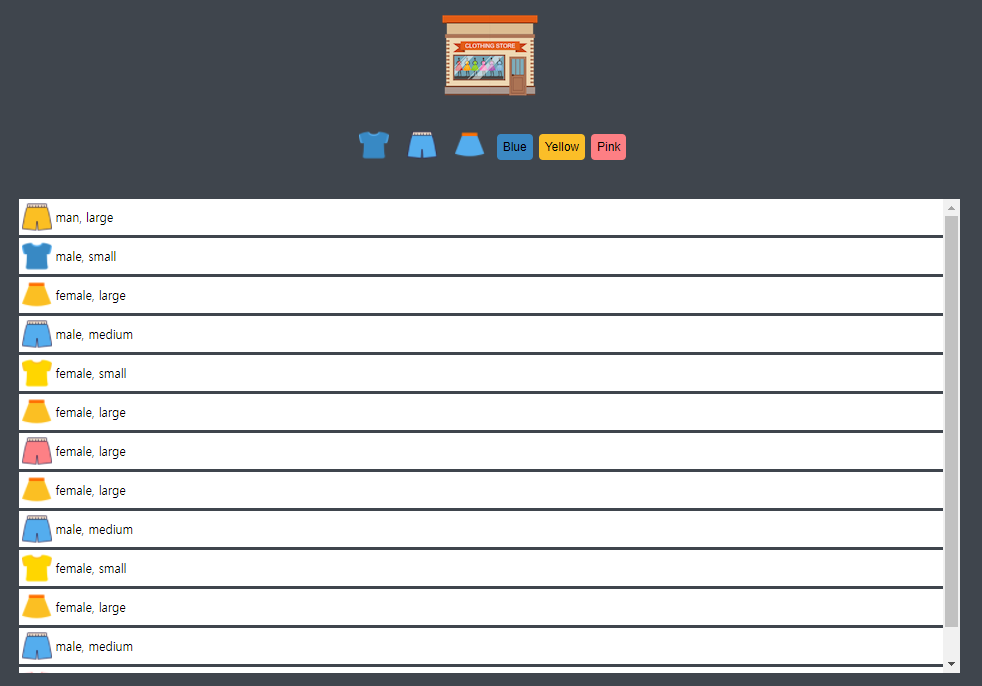 CLOTHING STORE
Blue
Yellow
Pink
man, large
male, small
female, large
male, medium
female, small
female, large
female, large
female, large
male, medium
female, small
female, large
male, medium